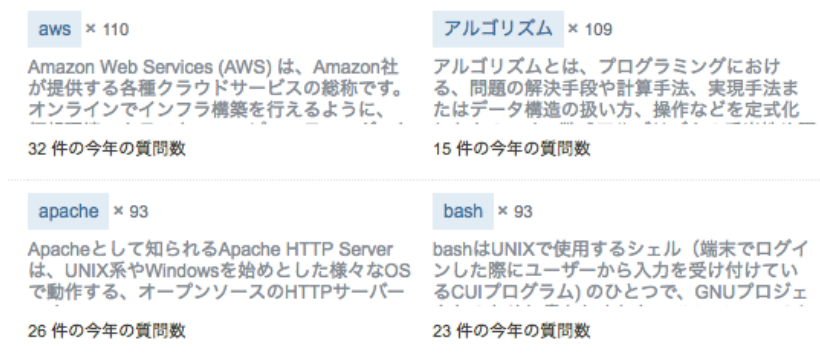 aws × 110
Amazon Web Services (AWS) は、Amazon社
が提供する各種クラウドサービスの総称です。
オンラインでインフラ構築を行えるように、
32 件の今年の質問数
アルゴリズム × 109
アルゴリズムとは、プログラミングにおけ
る、問題の解決手段や計算手法、実現手法ま
たはデータ構造の扱い方、操作などを定式化
15 件の今年の質問数
apache × 93
Apacheとして知られるApache HTTP Server
は、UNIX系やWindowsを始めとした様々なOS
で動作する、オープンソースのHTTPサーバー
26 件の今年の質問数
bash × 93
bashはUNIXで使用するシェル（端末でログイ
ンした際にユーザーから入力を受け付けてい
るCUIプログラム) のひとつで、GNUプロジェ
23 件の今年の質問数